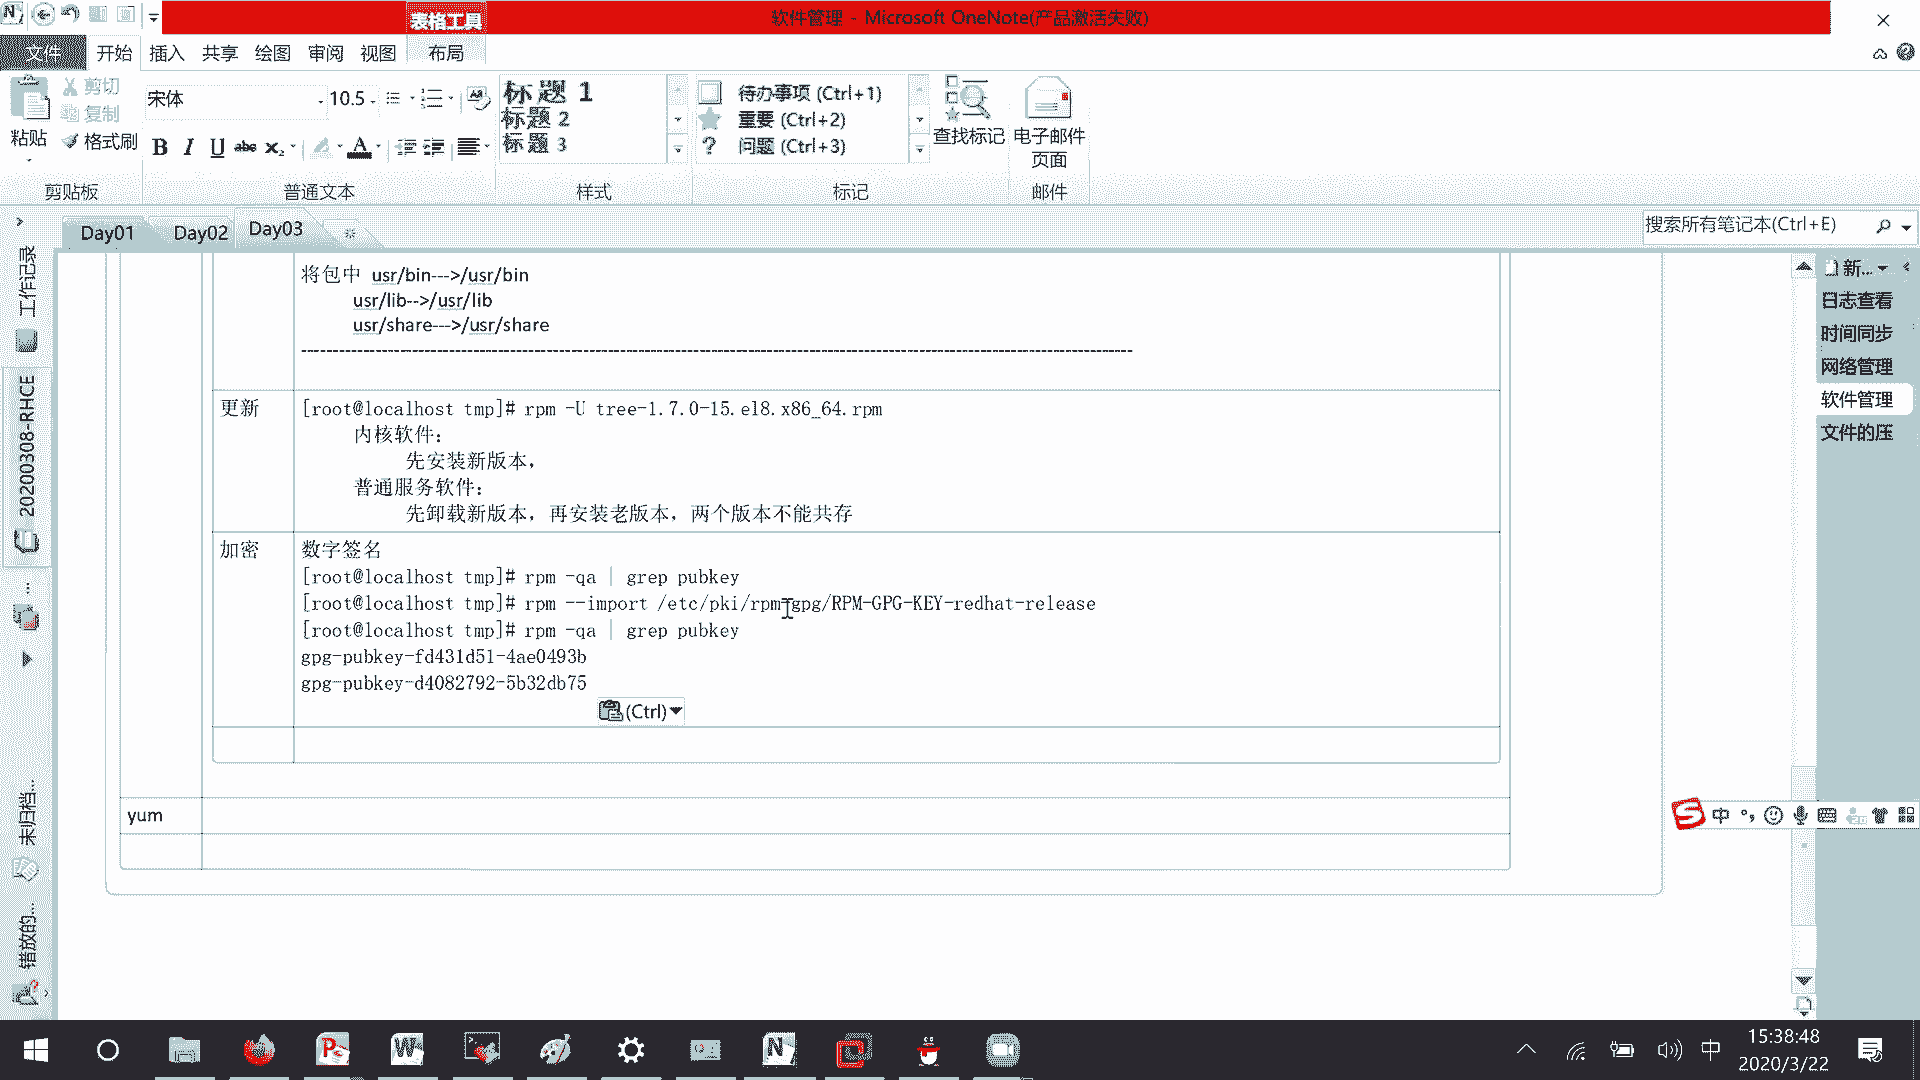 表格工具
软件管理 - Microsoft OneNote(产品激活失败)
文件 开始 插入 共享 绘图 审阅 视图 布局
粘贴
剪切
复制
格式刷
剪贴板
宋体 10.5
B I U abc x₂ A
普通文本
标题 1
标题 2
标题 3
样式
待办事项 (Ctrl+1)
重要 (Ctrl+2)
问题 (Ctrl+3)
标记
查找标记
电子邮件
页面
邮件
Day01 Day02 Day03
搜索所有笔记本(Ctrl+E)
工作记录
20200308-RHCE
...
未归档...
错放的...
将包中 usr/bin--->/usr/bin
usr/lib-->/usr/lib
usr/share--->/usr/share
更新
[root@localhost tmp]# rpm -U tree-1.7.0-15.el8.x86_64.rpm
内核软件：
先安装新版本，
普通服务软件：
先卸载新版本，再安装老版本，两个版本不能共存
加密
数字签名
[root@localhost tmp]# rpm -qa | grep pubkey
[root@localhost tmp]# rpm --import /etc/pki/rpm-gpg/RPM-GPG-KEY-redhat-release
[root@localhost tmp]# rpm -qa | grep pubkey
gpg-pubkey-fd431d51-4ae0493b
gpg-pubkey-d4082792-5b32db75
(Ctrl)
yum
新...
日志查看
时间同步
网络管理
软件管理
文件的压
中
中
15:38:48
2020/3/22